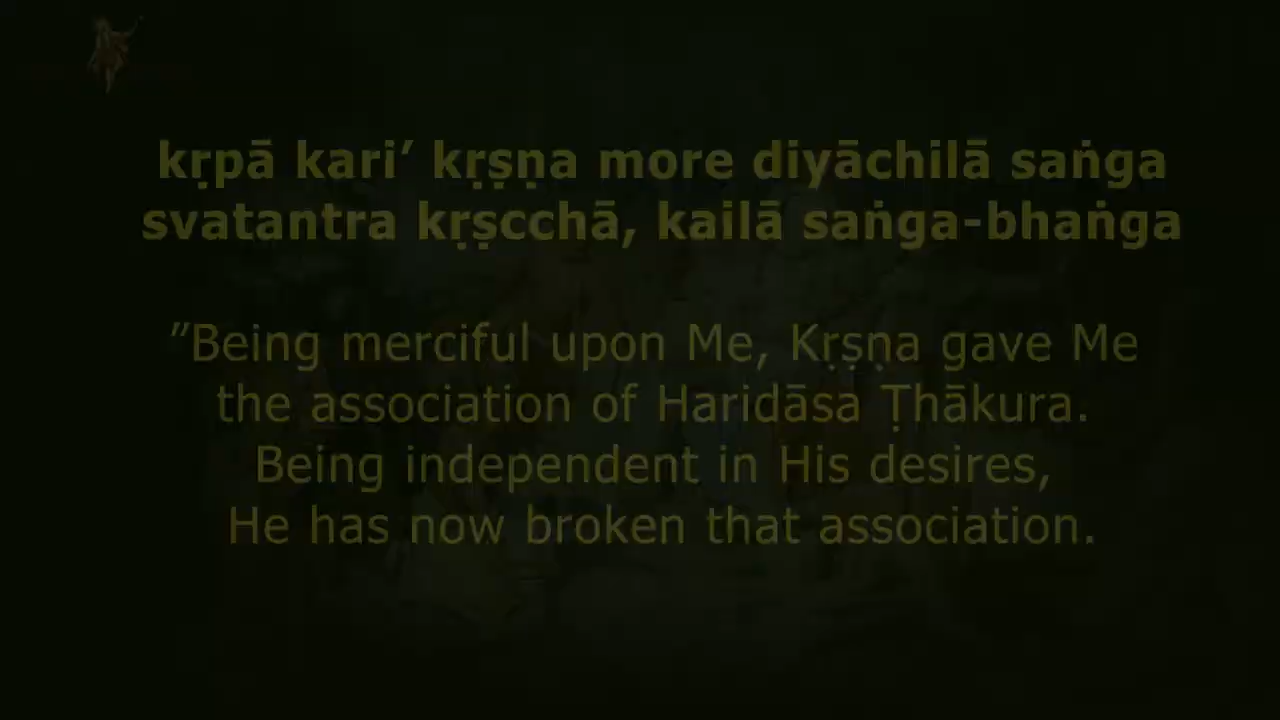 kṛpā kari’ kṛṣṇa more diyāchilā saṅga
svatantra kṛṣcchā, kailā saṅga-bhaṅga
”Being merciful upon Me, Kṛṣṇa gave Me
the association of Haridāsa Ṭhākura.
Being independent in His desires,
He has now broken that association.